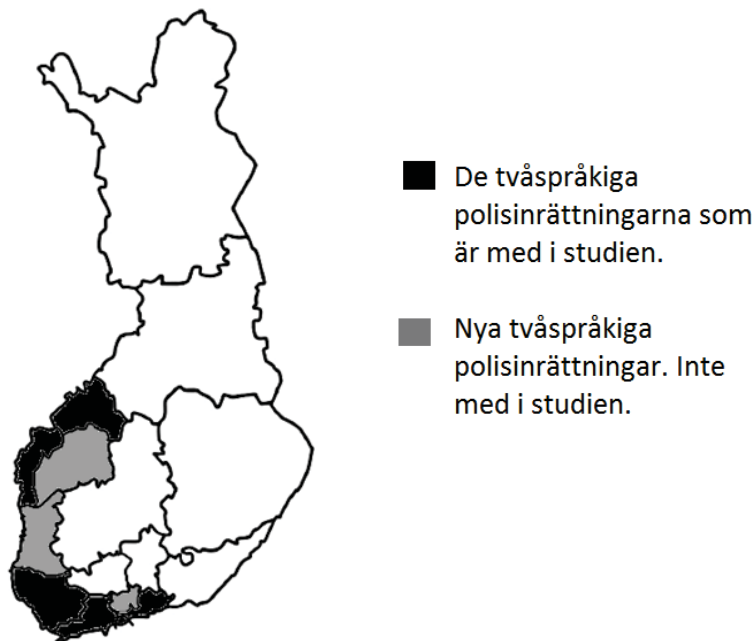 De tvåspråkiga
polisinrättningarna som
är med i studien.
Nya tvåspråkiga
polisinrättningar. Inte
med i studien.